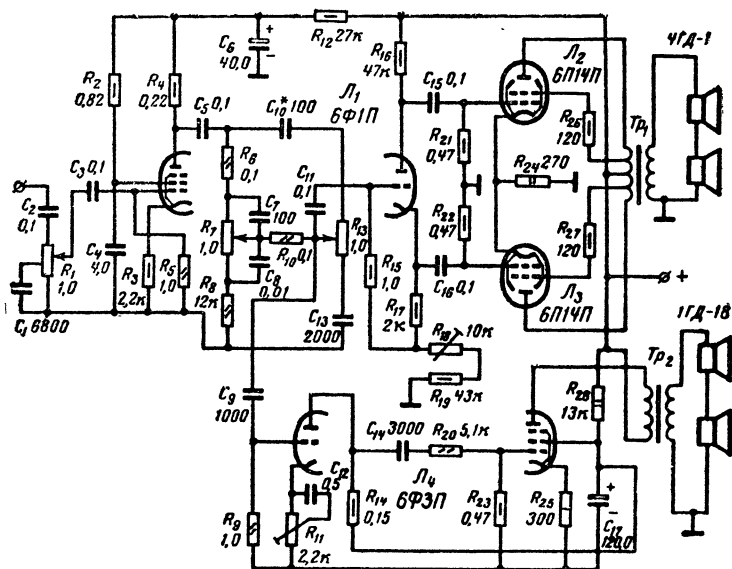 R12 27к
C6 40,0
+
–
R2 0,82
R4 0,22
R16 47к
C5 0,1
C10* 100
Л1 6Ф1П
C15 0,1
Л2 6П14П
4ГД-1
R26 120
Тр1
C3 0,1
C2 0,1
R6 0,1
C11 0,1
R21 0,47
R24 270
R7 1,0
C7 100
R13 1,0
R22 0,47
R27 120
R1 1,0
C4 4,0
R3 2,2к
R5 1,0
R10 0,1
C8 0,01
R15 1,0
C16 0,1
Л3 6П14П
+
C1 6800
R8 12к
C13 2000
R17 2к
R18 10к
R19 43к
1ГД-18
Тр2
C9 1000
R28 13к
C14 3000
R20 5,1к
C12 0,5
Л4 6Ф3П
R9 1,0
R11 2,2к
R14 0,15
R23 0,47
R25 300
+
–
C17 120,0